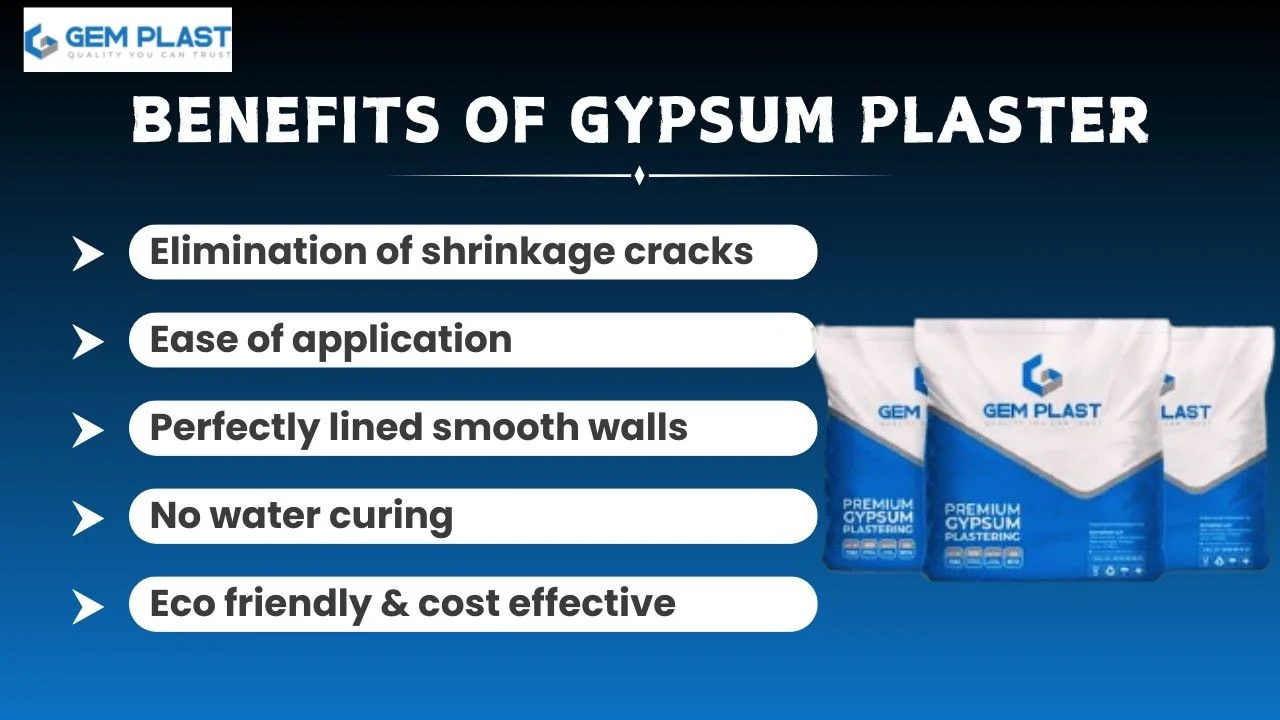 GEM PLAST
QUALITY YOU CAN TRUST
BENEFITS OF GYPSUM PLASTER
Elimination of shrinkage cracks
Ease of application
Perfectly lined smooth walls
No water curing
Eco friendly & cost effective
GEM
PREMIUM
GYPSUM
PLASTERING
GEM PLAST
QUALITY YOU CAN TRUST
PREMIUM
GYPSUM
PLASTERING
LAST